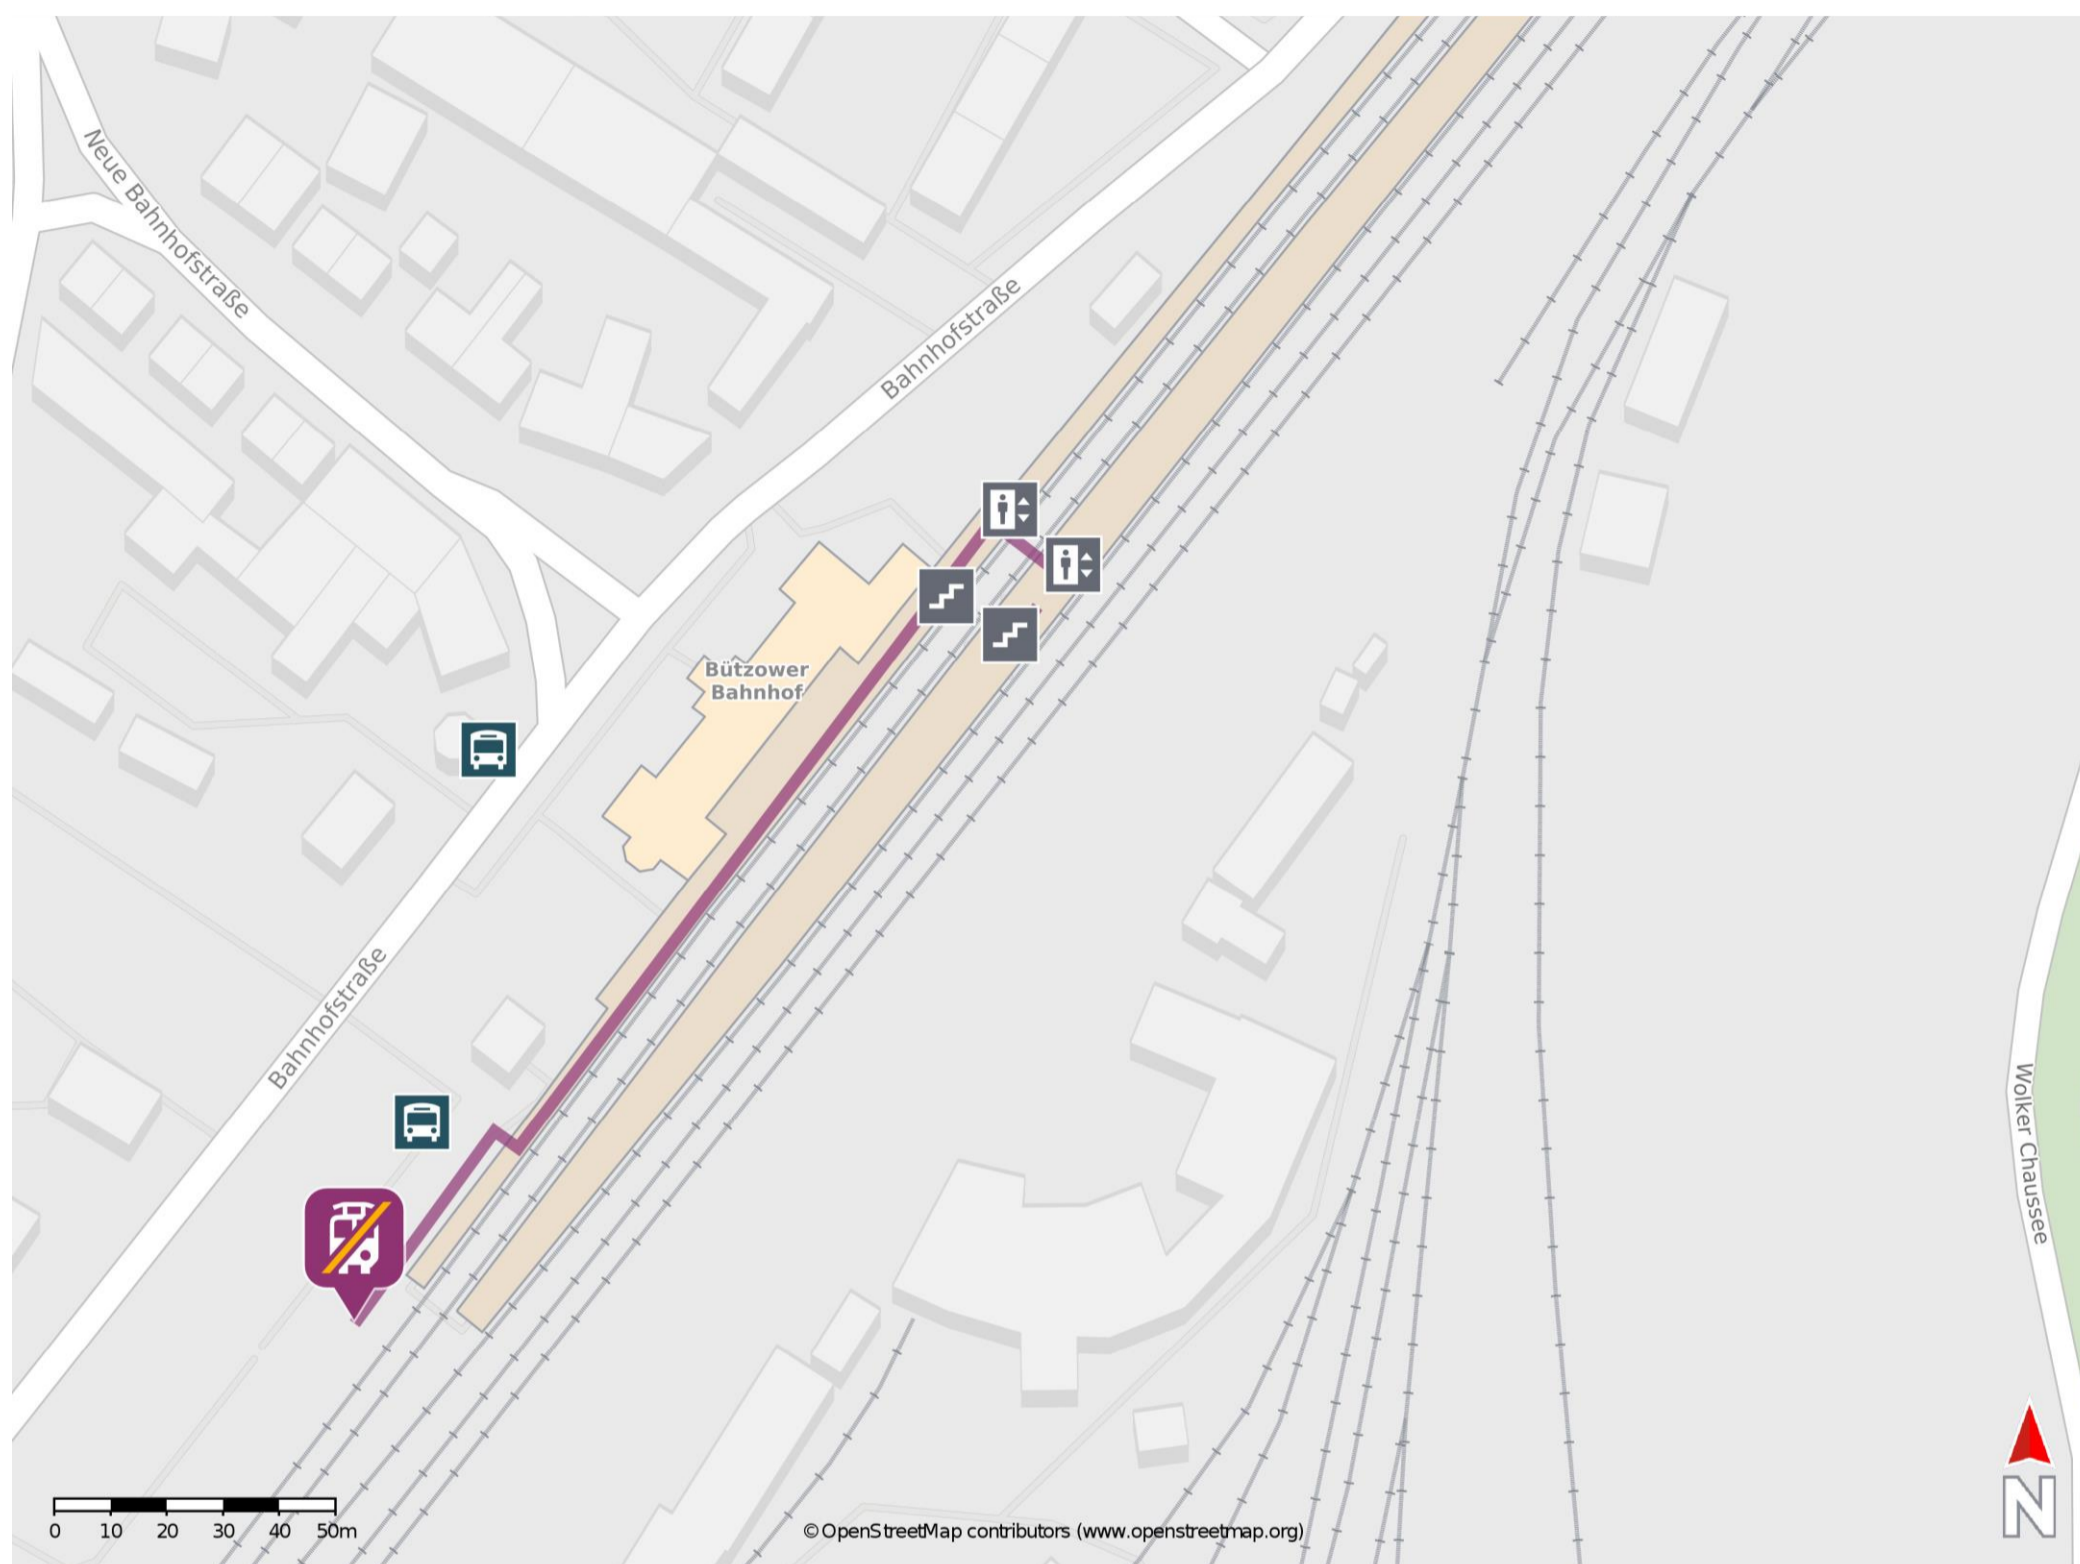 Neue Bahnhofstraße
Bahnhofstraße
Bützower
Bahnhof
Bahnhofstraße
Wolker Chaussee
N
0 10 20 30 40 50m
© OpenStreetMap contributors (www.openstreetmap.org)